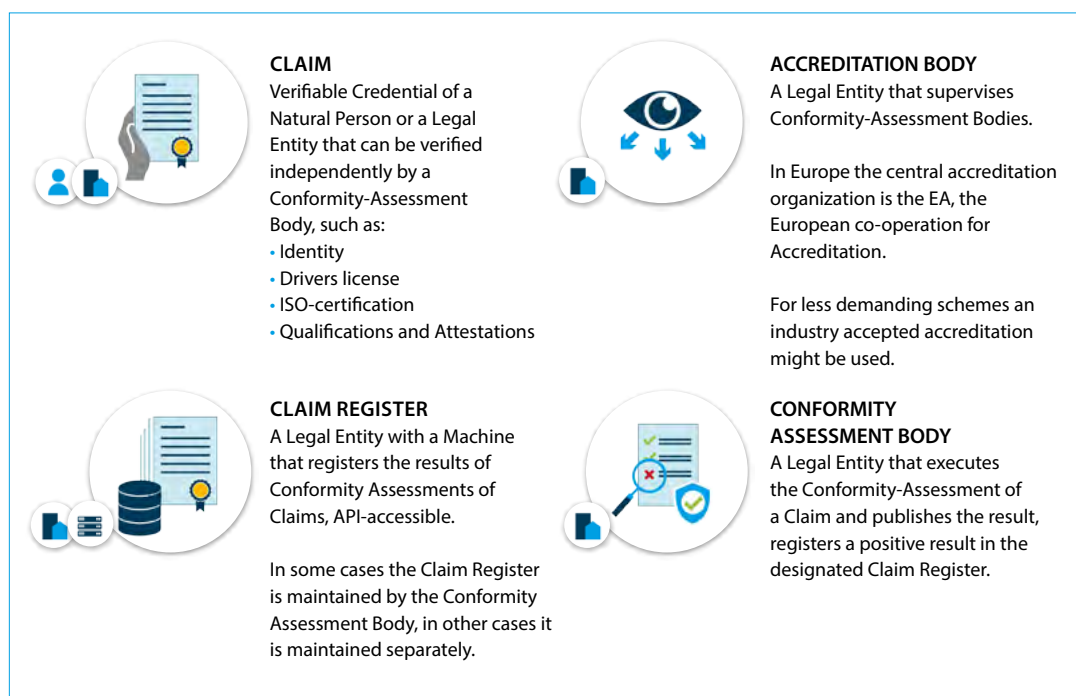 CLAIM
Verifiable Credential of a
Natural Person or a Legal
Entity that can be verified
independently by a
Conformity-Assessment
Body, such as:
• Identity
• Drivers license
• ISO-certification
• Qualifications and Attestations
ACCREDITATION BODY
A Legal Entity that supervises
Conformity-Assessment Bodies.
In Europe the central accreditation
organization is the EA, the
European co-operation for
Accreditation.
For less demanding schemes an
industry accepted accreditation
might be used.
CLAIM REGISTER
A Legal Entity with a Machine
that registers the results of
Conformity Assessments of
Claims, API-accessible.
In some cases the Claim Register
is maintained by the Conformity
Assessment Body, in other cases it
is maintained separately.
CONFORMITY
ASSESSMENT BODY
A Legal Entity that executes
the Conformity-Assessment of
a Claim and publishes the result,
registers a positive result in the
designated Claim Register.